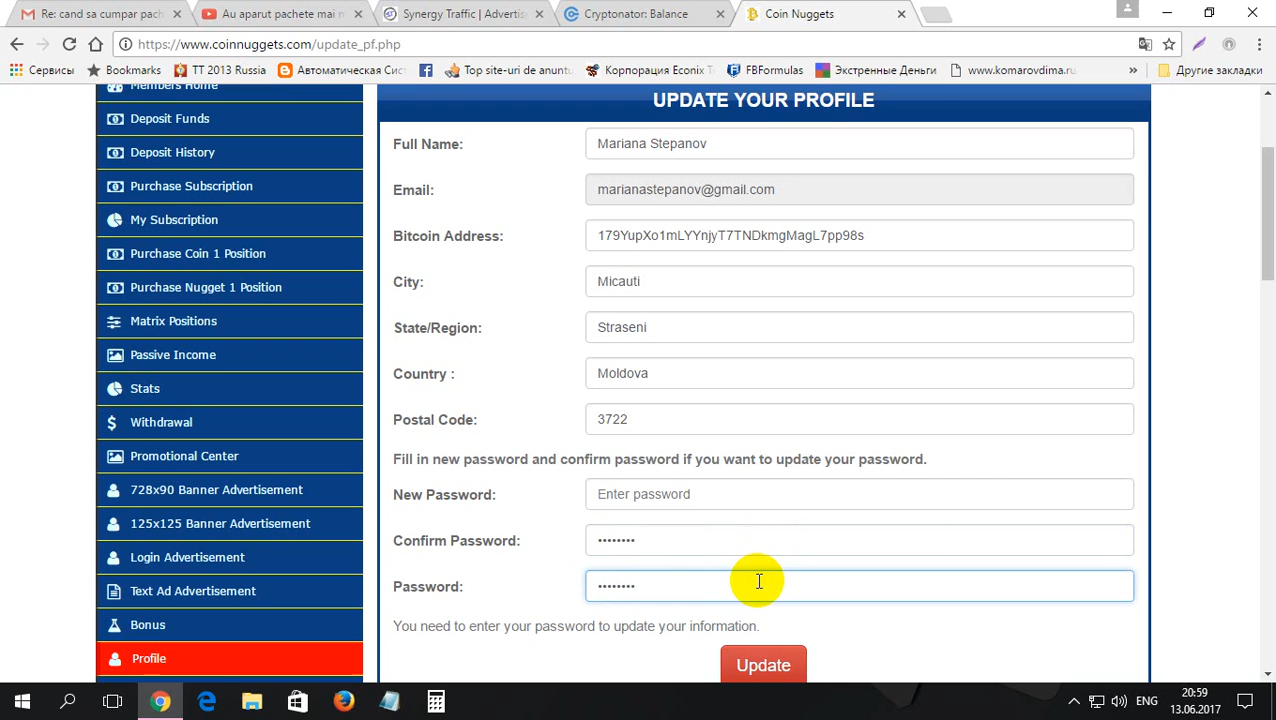 Re: cand sa cumpar pach
Au aparut pachete mai m
Synergy Traffic | Advertis
Cryptonator: Balance
Coin Nuggets
https://www.coinnuggets.com/update_pf.php
Сервисы
Bookmarks
TT 2013 Russia
Автоматическая Сис
Top site-uri de anuntu
Корпорация Econix T
FBFormulas
Экстренные Деньги
www.komarovdima.ru
»
Другие закладки
Members Home
Deposit Funds
Deposit History
Purchase Subscription
My Subscription
Purchase Coin 1 Position
Purchase Nugget 1 Position
Matrix Positions
Passive Income
Stats
Withdrawal
Promotional Center
728x90 Banner Advertisement
125x125 Banner Advertisement
Login Advertisement
Text Ad Advertisement
Bonus
Profile
UPDATE YOUR PROFILE
Full Name: Mariana Stepanov
Email: marianastepanov@gmail.com
Bitcoin Address: 179YupXo1mLYYnjyT7TNDkmgMagL7pp98s
City: Micauti
State/Region: Straseni
Country : Moldova
Postal Code: 3722
Fill in new password and confirm password if you want to update your password.
New Password: Enter password
Confirm Password: ••••••••
Password: ••••••••
You need to enter your password to update your information.
Update
ENG
20:59
13.06.2017